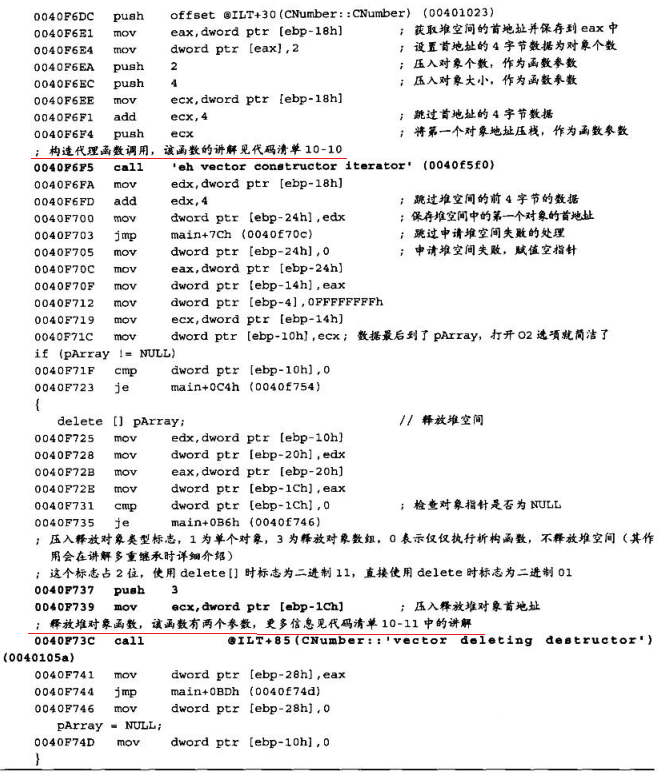 0040F6DC push offset @ILT+30(CNumber::CNumber) (00401023)
0040F6E1 mov eax,dword ptr [ebp-18h] ; 获取堆空间的首地址并保存到 eax 中
0040F6E4 mov dword ptr [eax],2 ; 设置首地址的 4 字节数据为对象个数
0040F6EA push 2 ; 压入对象个数，作为函数参数
0040F6EC push 4 ; 压入对象大小，作为函数参数
0040F6EE mov ecx,dword ptr [ebp-18h]
0040F6F1 add ecx,4 ; 跳过首地址的 4 字节数据
0040F6F4 push ecx ; 将第一个对象地址压栈，作为函数参数
; 构造代理函数调用，该函数的讲解见代码清单 10-10
0040F6F5 call 'eh vector constructor iterator' (0040f5f0)
0040F6FA mov edx,dword ptr [ebp-18h]
0040F6FD add edx,4 ; 跳过堆空间的前 4 字节的数据
0040F700 mov dword ptr [ebp-24h],edx ; 保存堆空间中的第一个对象的首地址
0040F703 jmp main+7Ch (0040f70c) ; 跳过申请堆空间失败的处理
0040F705 mov dword ptr [ebp-24h],0 ; 申请堆空间失败，赋值空指针
0040F70C mov eax,dword ptr [ebp-24h]
0040F70F mov dword ptr [ebp-14h],eax
0040F712 mov dword ptr [ebp-4],0FFFFFFFFh
0040F719 mov ecx,dword ptr [ebp-14h]
0040F71C mov dword ptr [ebp-10h],ecx; 数据最后到了 pArray，打开 O2 选项就简洁了
if (pArray != NULL)
0040F71F cmp dword ptr [ebp-10h],0
0040F723 je main+0C4h (0040f754)
{
delete [] pArray; // 释放堆空间
0040F725 mov edx,dword ptr [ebp-10h]
0040F728 mov dword ptr [ebp-20h],edx
0040F72B mov eax,dword ptr [ebp-20h]
0040F72E mov dword ptr [ebp-1Ch],eax
0040F731 cmp dword ptr [ebp-1Ch],0 ; 检查对象指针是否为 NULL
0040F735 je main+0B6h (0040f746)
; 压入释放对象类型标志，1 为单个对象，3 为释放对象数组，0 表示仅仅执行析构函数，不释放堆空间（其作
用会在讲解多重继承时详细介绍）
; 这个标志占 2 位，使用 delete[] 时标志为二进制 11，直接使用 delete 时标志为二进制 01
0040F737 push 3
0040F739 mov ecx,dword ptr [ebp-1Ch] ; 压入释放堆对象首地址
; 释放堆对象函数，该函数有两个参数，更多信息见代码清单 10-11 中的讲解
0040F73C call @ILT+85(CNumber::'vector deleting destructor')
(0040105a)
0040F741 mov dword ptr [ebp-28h],eax
0040F744 jmp main+0BDh (0040f74d)
0040F746 mov dword ptr [ebp-28h],0
pArray = NULL;
0040F74D mov dword ptr [ebp-10h],0
}